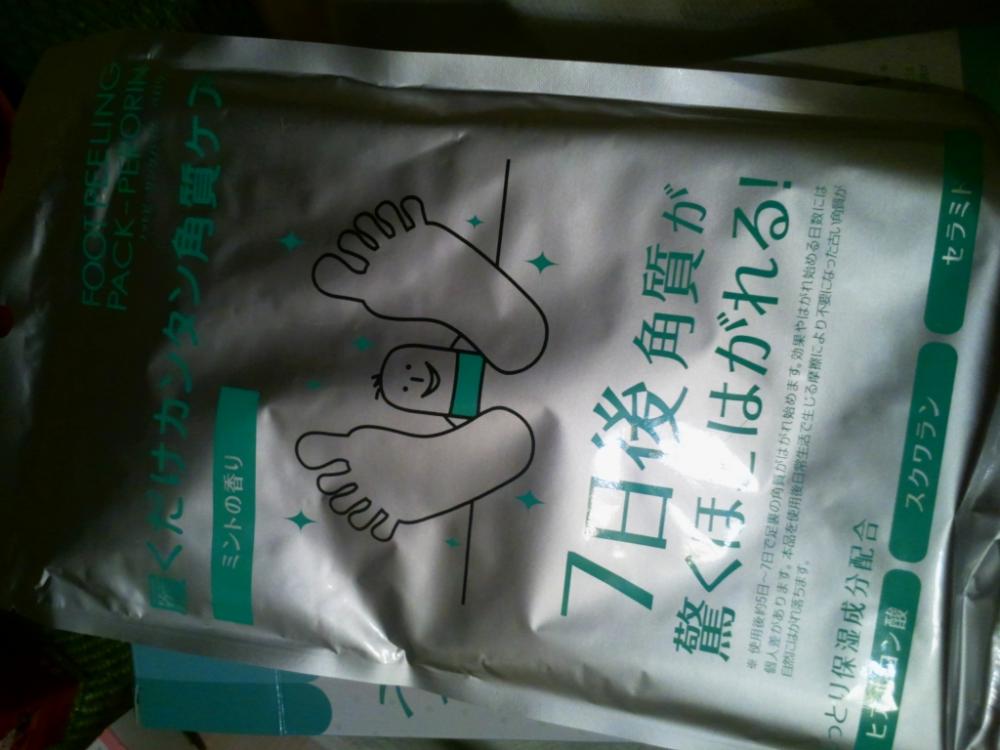 FOOT PEELING
PACK-PERORIN
履くだけカンタン角質ケア
ミントの香り
7日後角質が
驚くほどはがれる!
※使用後約5日〜7日で足裏の角質がはがれ始めます。効果やはがれ始める日数には
個人差があります。本品を使用後日常生活で生じる摩擦により不要になった古い角質が
自然にはがれ落ちます。
っとり保湿成分配合
ヒアルロン酸
スクワラン
セラミド